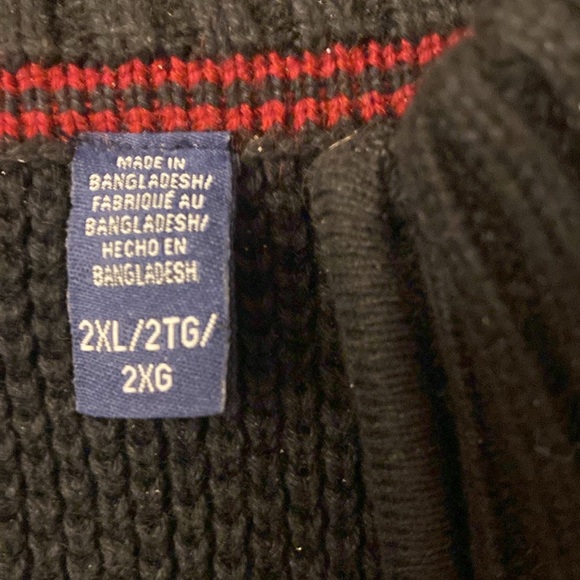 MADE IN
BANGLADESH/
FABRIQUÉ AU
BANGLADESH/
HECHO EN
BANGLADESH
2XL/2TG/
2XG